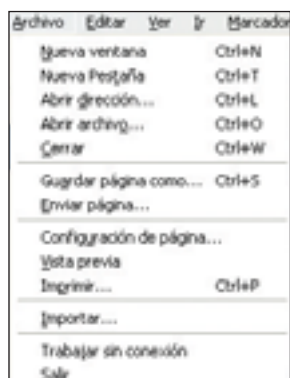 Archivo Editar Ver Ir Marcador
Nueva ventana Ctrl+N
Nueva Pestaña Ctrl+T
Abrir dirección... Ctrl+L
Abrir archivo... Ctrl+O
Cerrar Ctrl+W
Guardar página como... Ctrl+S
Enviar página...
Configuración de página...
Vista previa
Imprimir... Ctrl+P
Importar...
Trabajar sin conexión
Salir